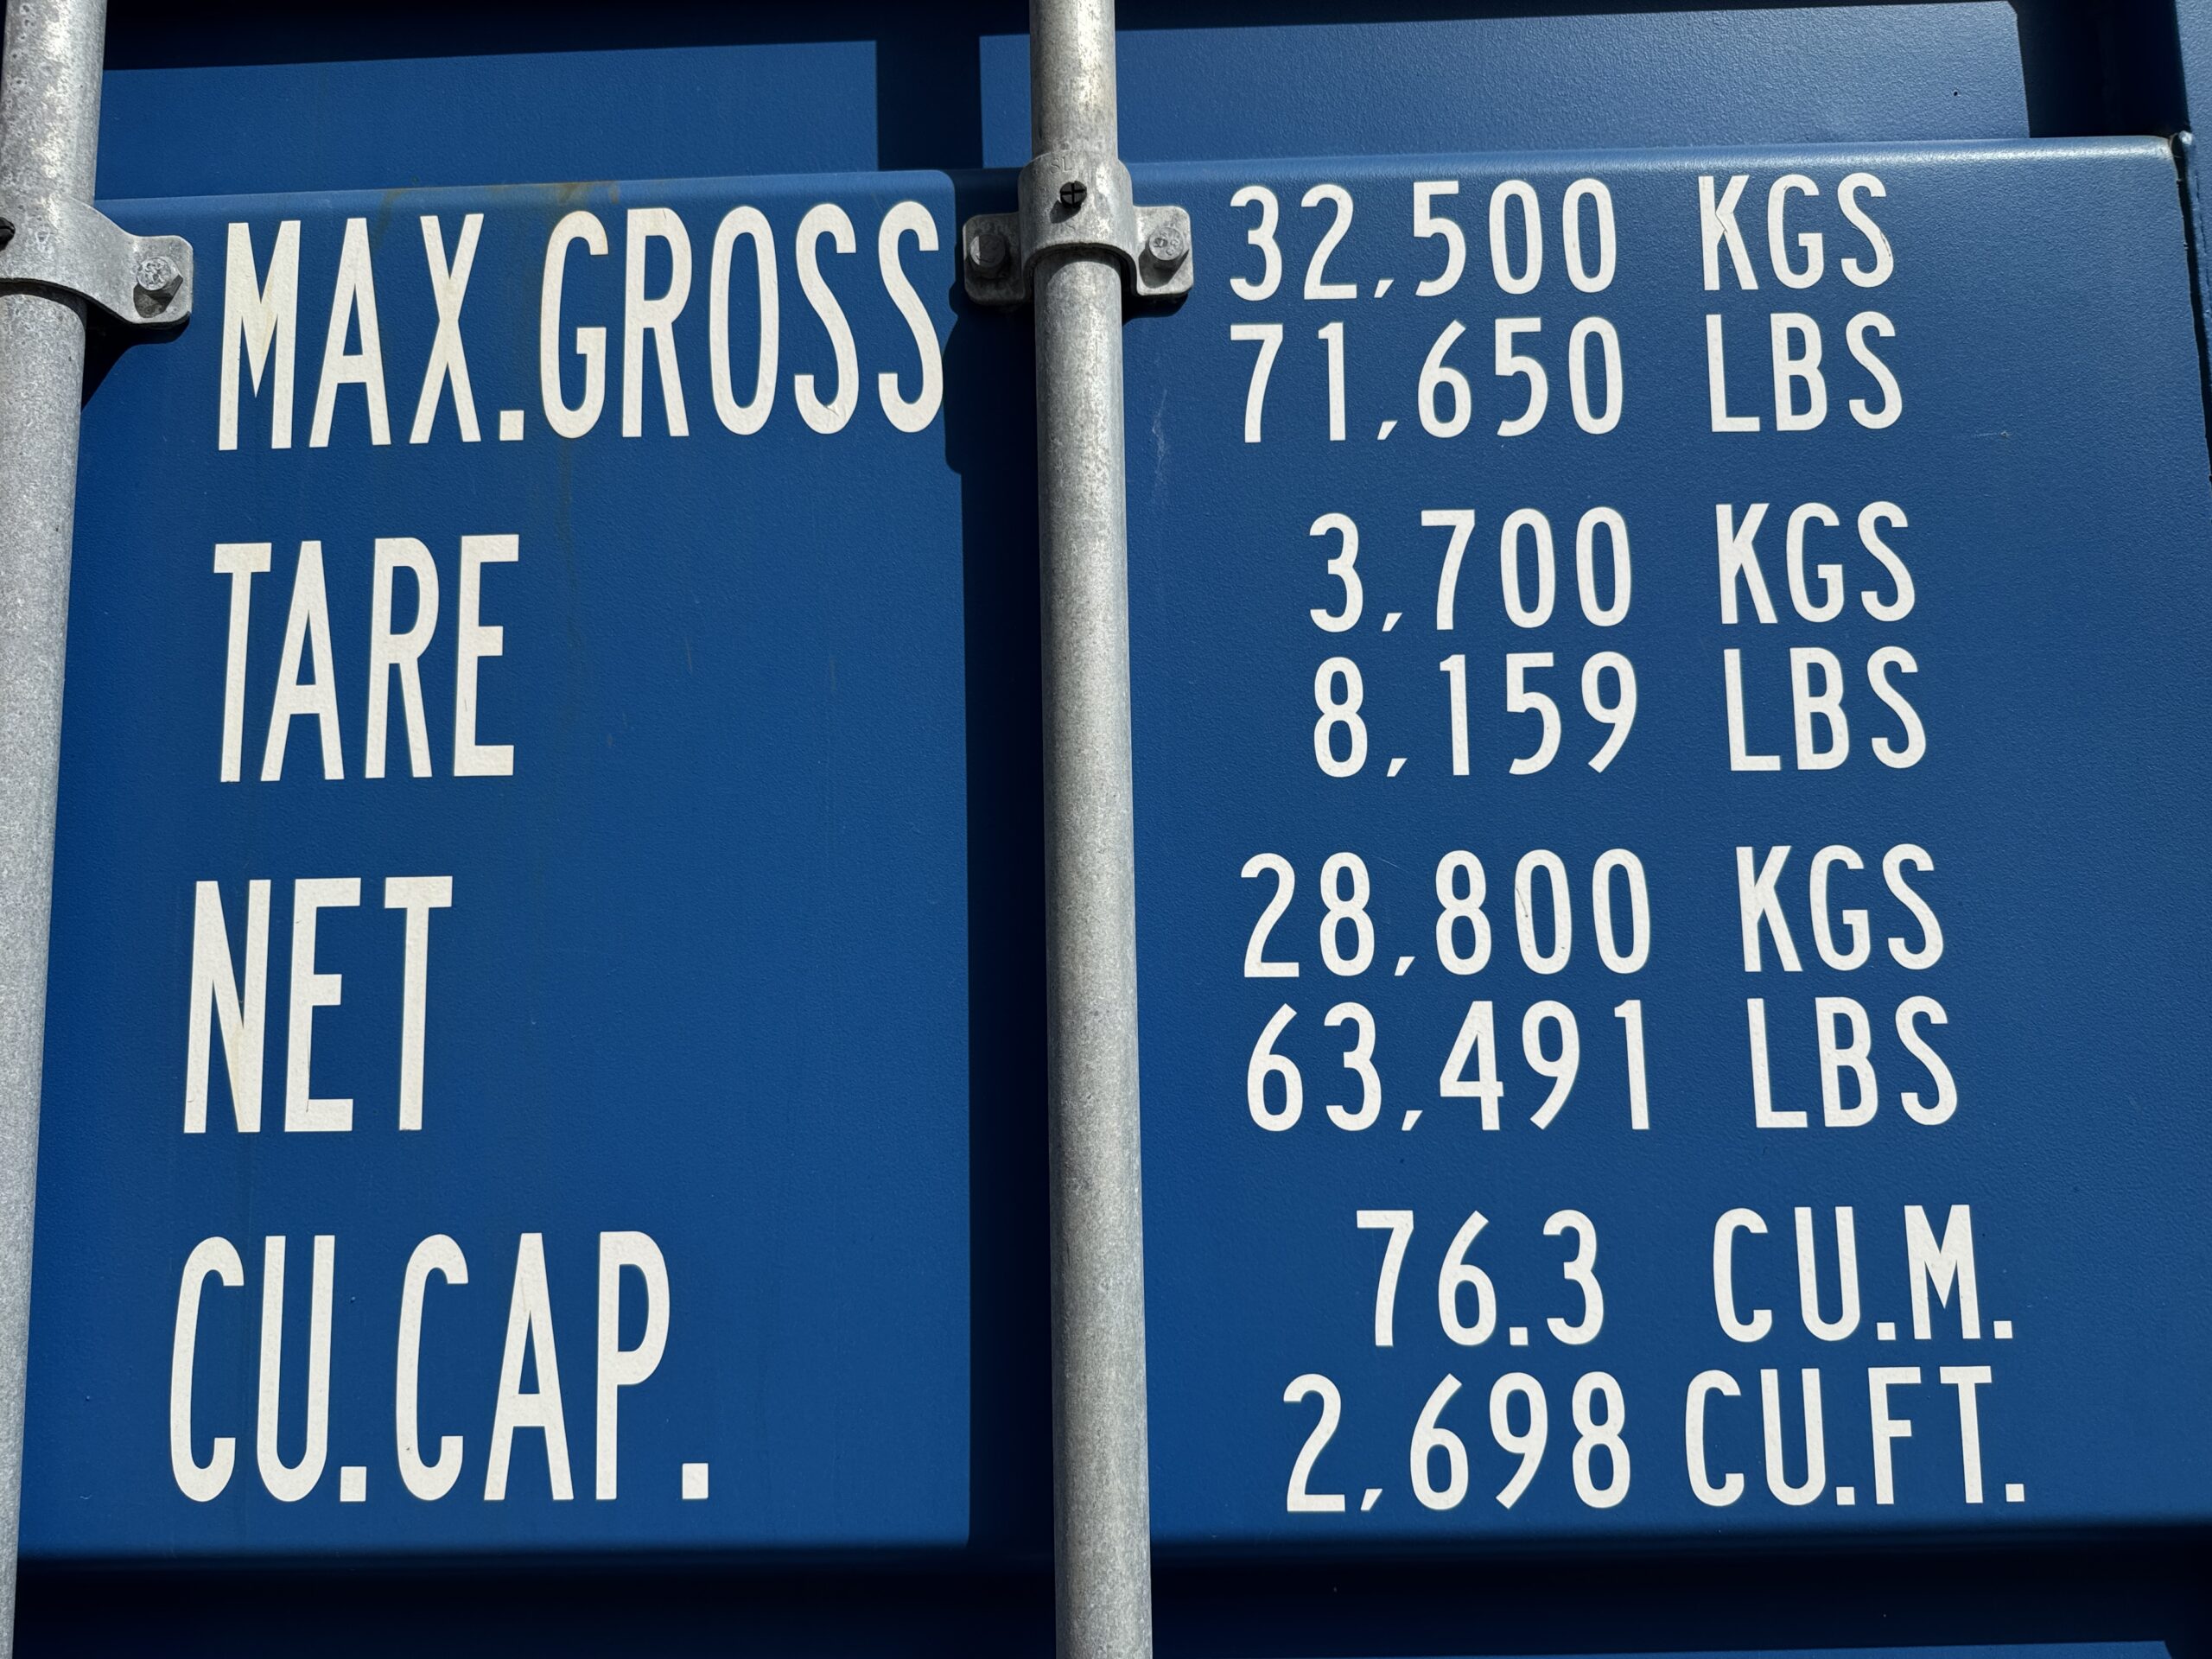 MAX.GROSS 32,500 KGS
71,650 LBS
TARE 3,700 KGS
8,159 LBS
NET 28,800 KGS
63,491 LBS
CU.CAP. 76.3 CU.M.
2,698 CU.FT.